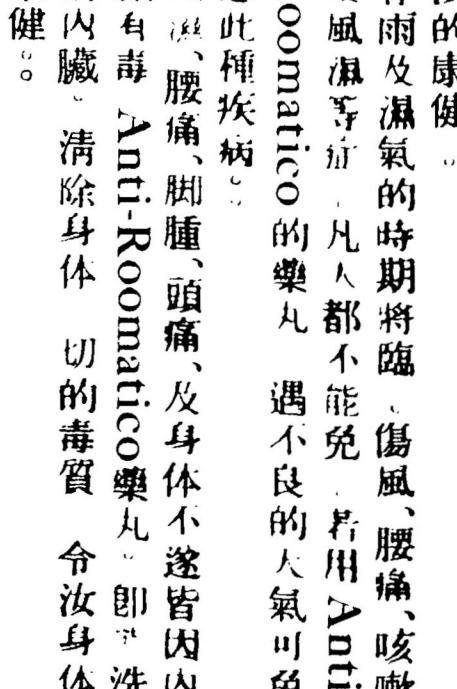 的康健。
雨及濕氣的時期將臨、傷風、腰痛、咳嗽
風濕等症、凡人都不能免、若用Anti
oomatico的藥丸 遇不良的天氣可免
此種疾病。
腰痛、脚腫、頭痛、及身体不遂皆因内
有毒 Anti-Roomatico藥丸。即可洗
内臟。清除身体 切的毒質 令汝身体
健。